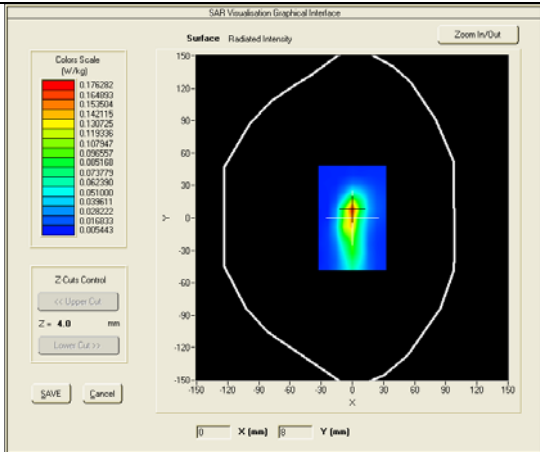 SAR Visualisation Graphical Interface
Surface Radiated Intensity
Zoom In/Out
Colors Scale
(W/kg)
0.176282
0.164893
0.153504
0.142115
0.130725
0.119336
0.107947
0.096557
0.085168
0.073779
0.062390
0.051000
0.039611
0.028222
0.016833
0.005443
150
120
90
60
30
0
-30
-60
-90
-120
-150
Y
-150 -120 -90 -60 -30 0 30 60 90 120 150
X
Z-Cuts Control
<< Upper Cut
Z = 4.0 mm
Lower Cut >>
SAVE Cancel
0 X (mm) 8 Y (mm)